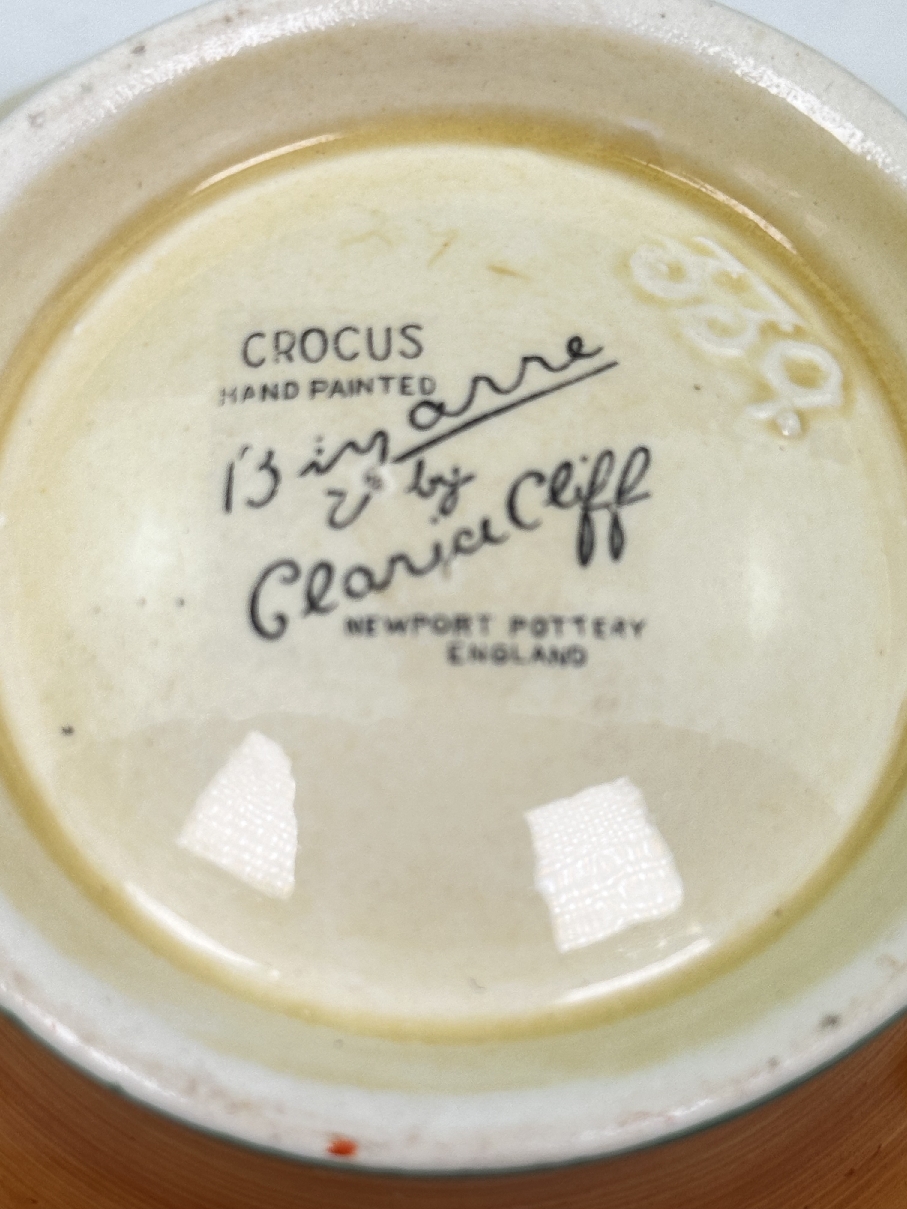 CROCUS
HAND PAINTED
Bizarre
by
Clarice Cliff
NEWPORT POTTERY
ENGLAND